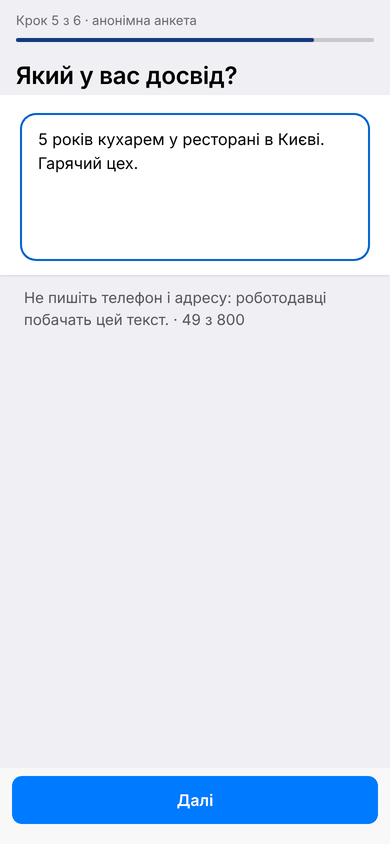 Крок 5 з 6 · анонімна анкета
Який у вас досвід?
5 років кухарем у ресторані в Києві.
Гарячий цех.
Не пишіть телефон і адресу: роботодавці
побачать цей текст. · 49 з 800
Далі